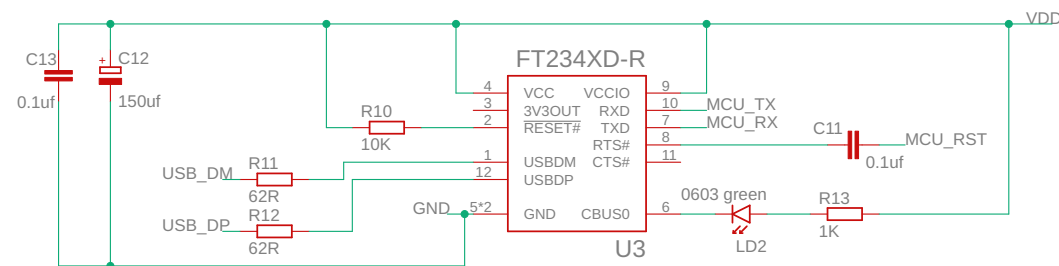 VDD
C13
C12
+
0.1uf
150uf
FT234XD-R
4 VCC VCCIO 9
3 3V3OUT RXD 10 MCU_TX
2 RESET# TXD 7 MCU_RX
R10
10K
RTS# 8
C11
0.1uf
MCU_RST
1 USBDM CTS# 11
12 USBDP
USB_DM
R11
62R
USB_DP
R12
62R
GND 5*2 GND CBUS0 6
0603 green
LD2
R13
1K
U3